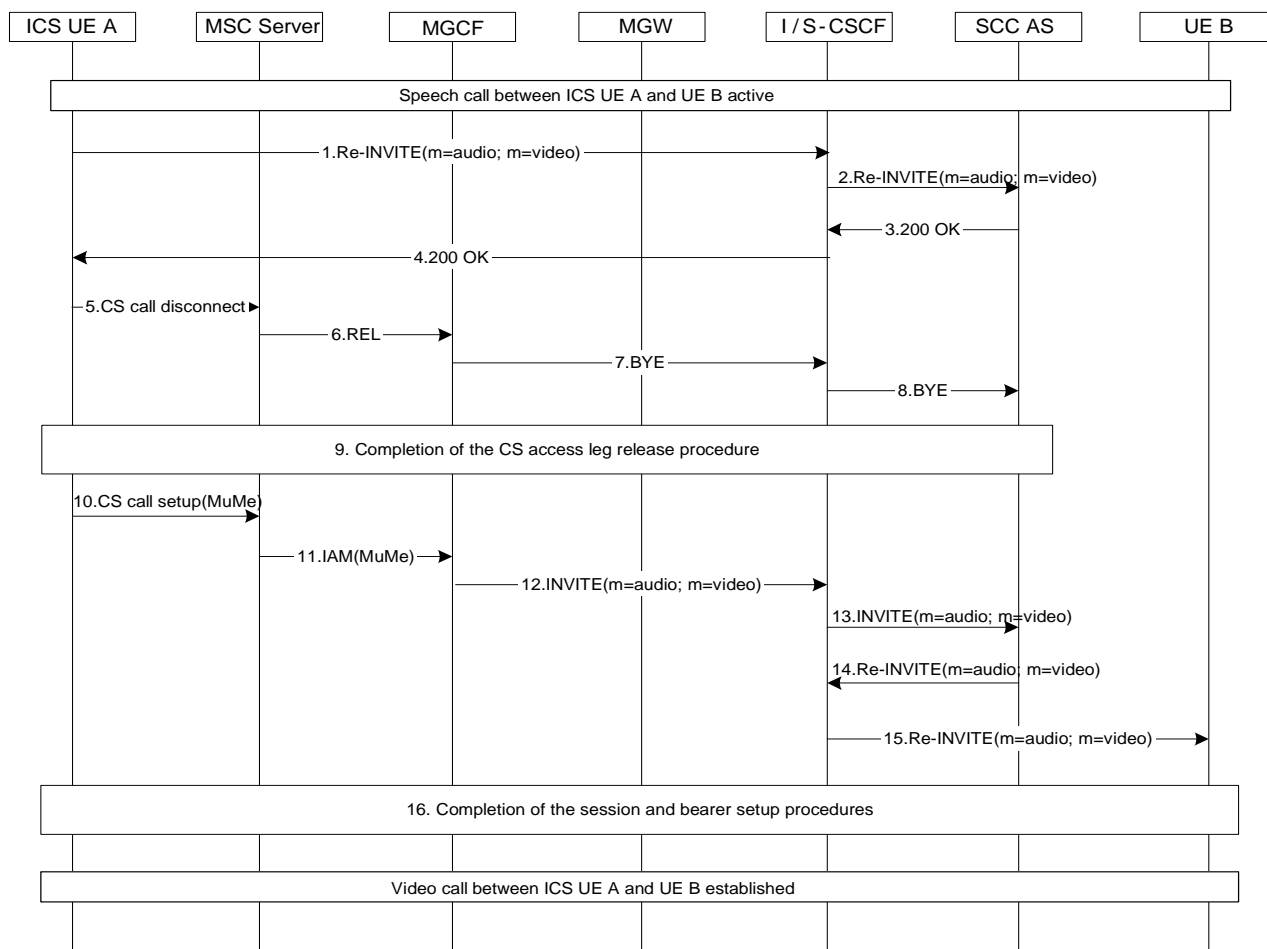 ICS UE A
MSC Server
MGCF
MGW
I / S-CSCF
SCC AS
UE B
Speech call between ICS UE A and UE B active
1.Re-INVITE(m=audio; m=video)
2.Re-INVITE(m=audio; m=video)
3.200 OK
4.200 OK
5.CS call disconnect
6.REL
7.BYE
8.BYE
9. Completion of the CS access leg release procedure
10.CS call setup(MuMe)
11.IAM(MuMe)
12.INVITE(m=audio; m=video)
13.INVITE(m=audio; m=video)
14.Re-INVITE(m=audio; m=video)
15.Re-INVITE(m=audio; m=video)
16. Completion of the session and bearer setup procedures
Video call between ICS UE A and UE B established